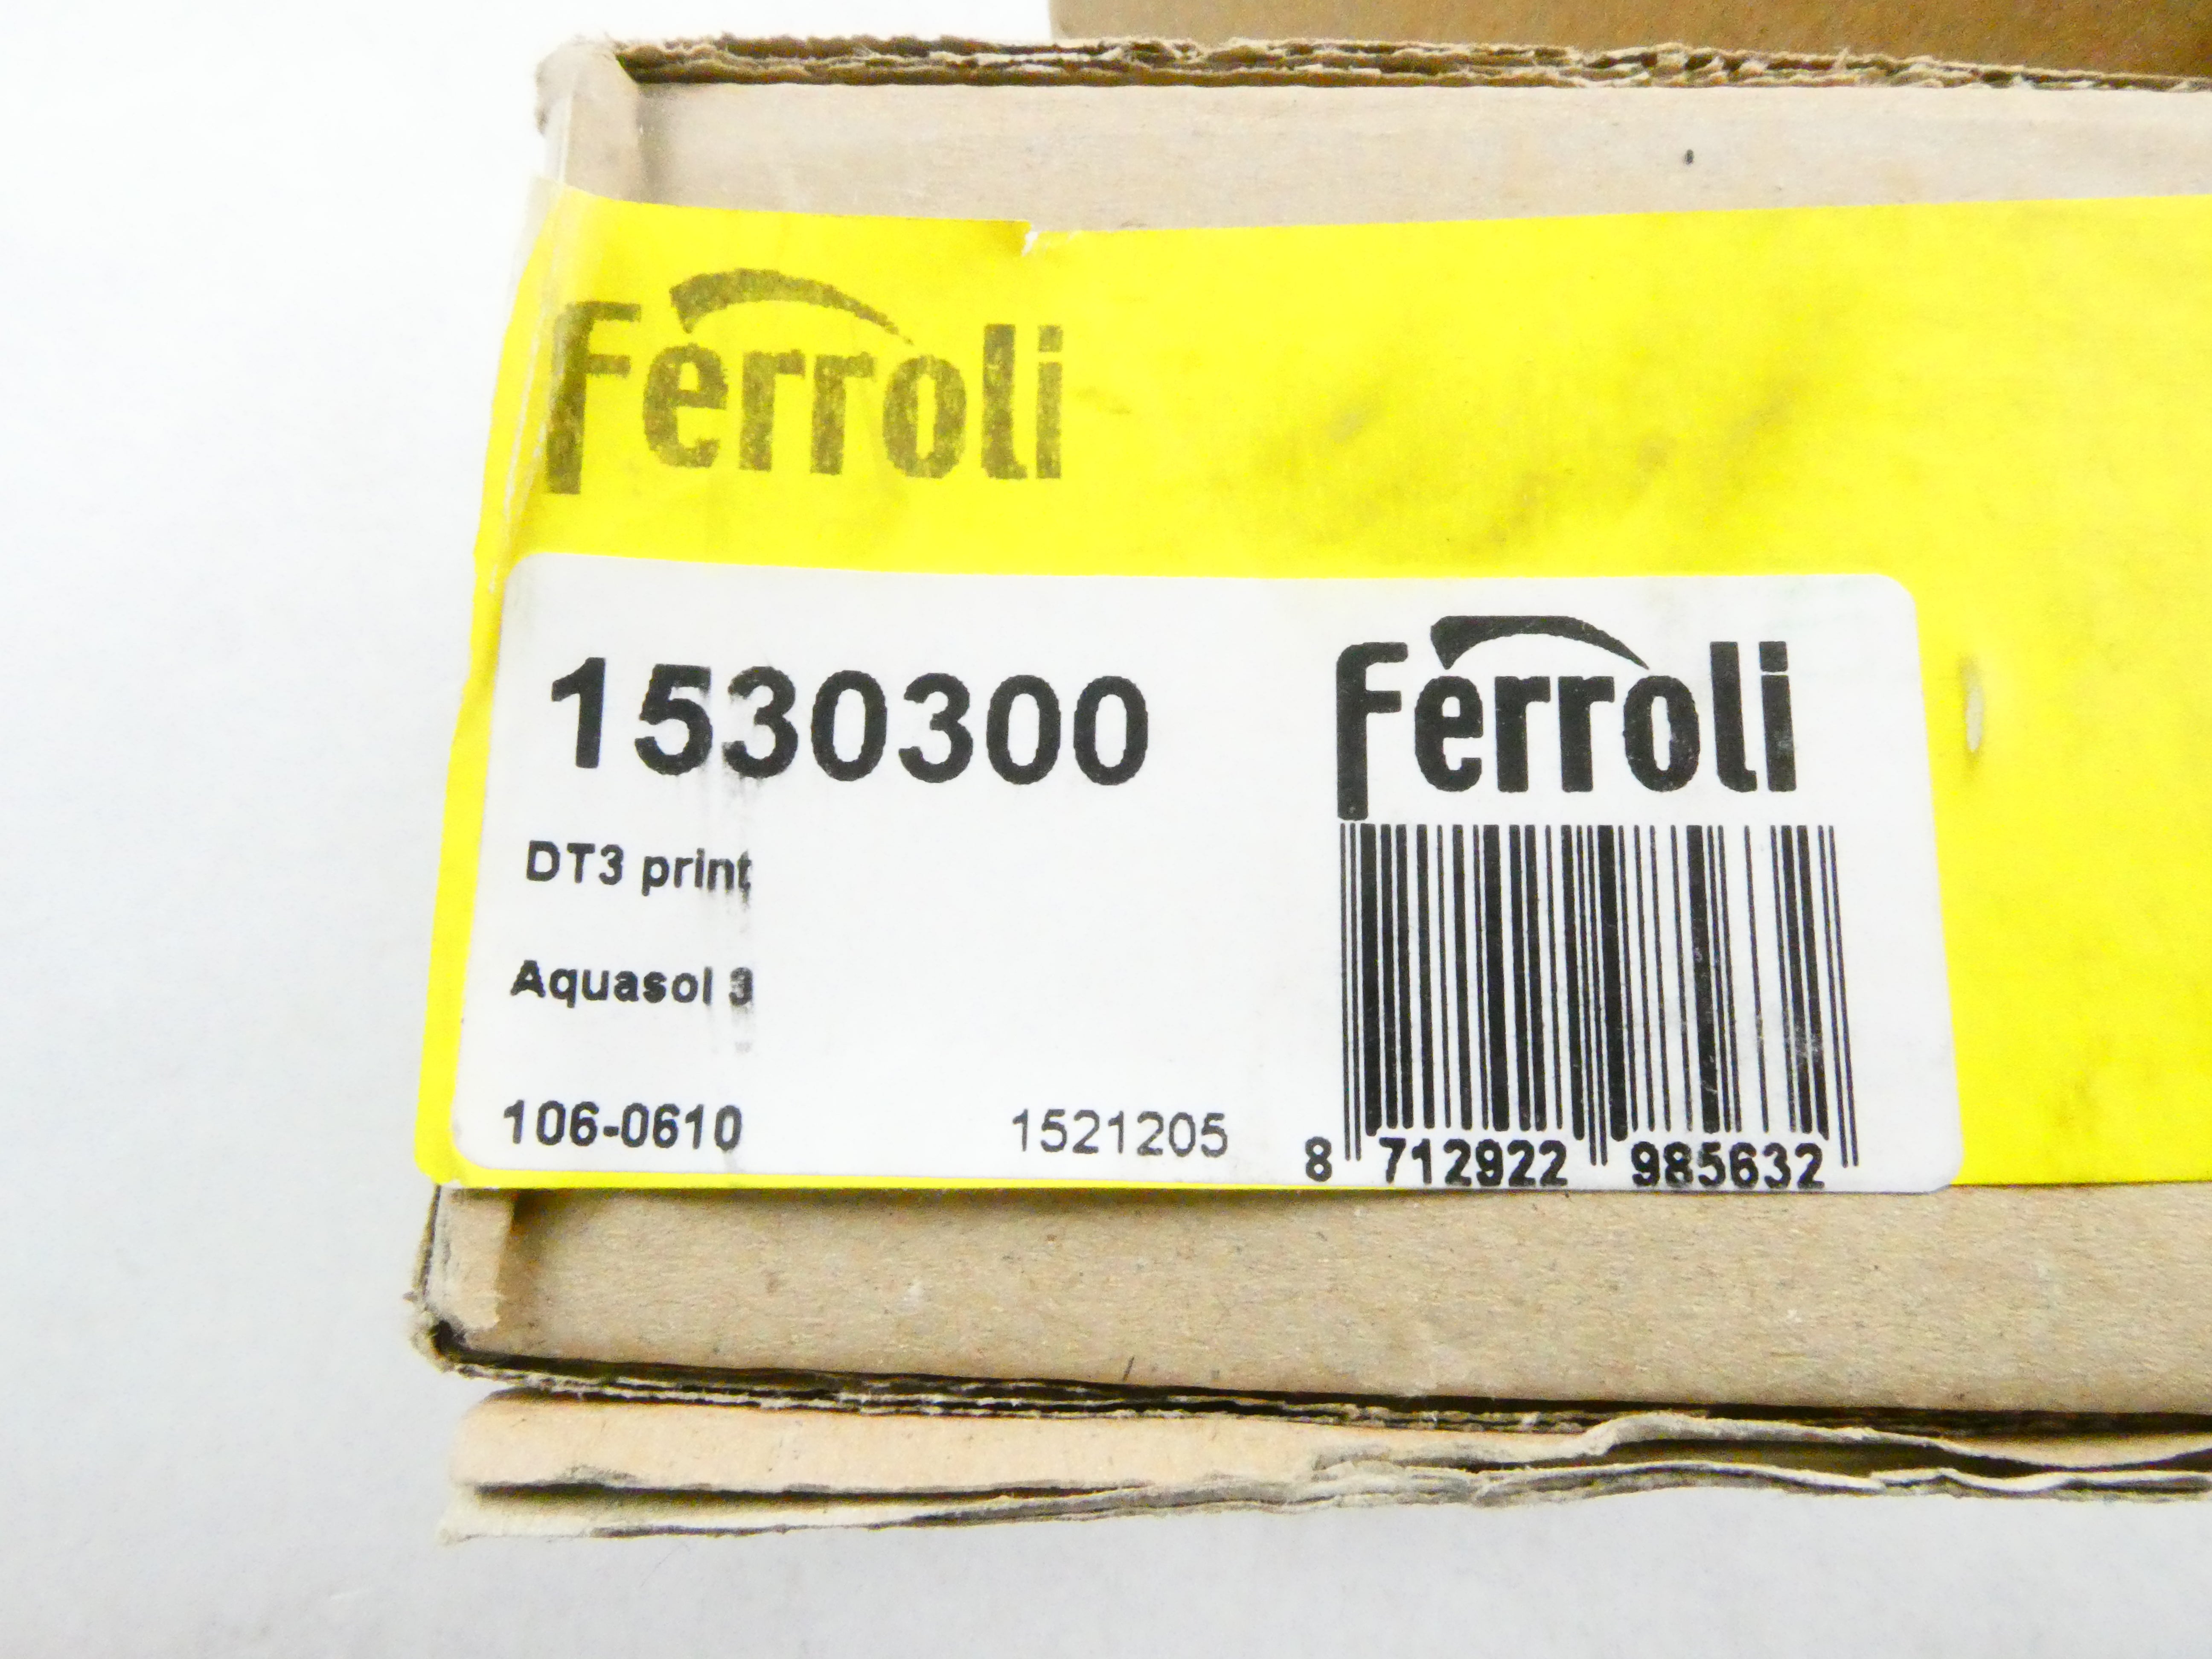 Ferroli
1530300
Ferroli
DT3 print
Aquasol 3
106-0610
1521205
8 712922 985632